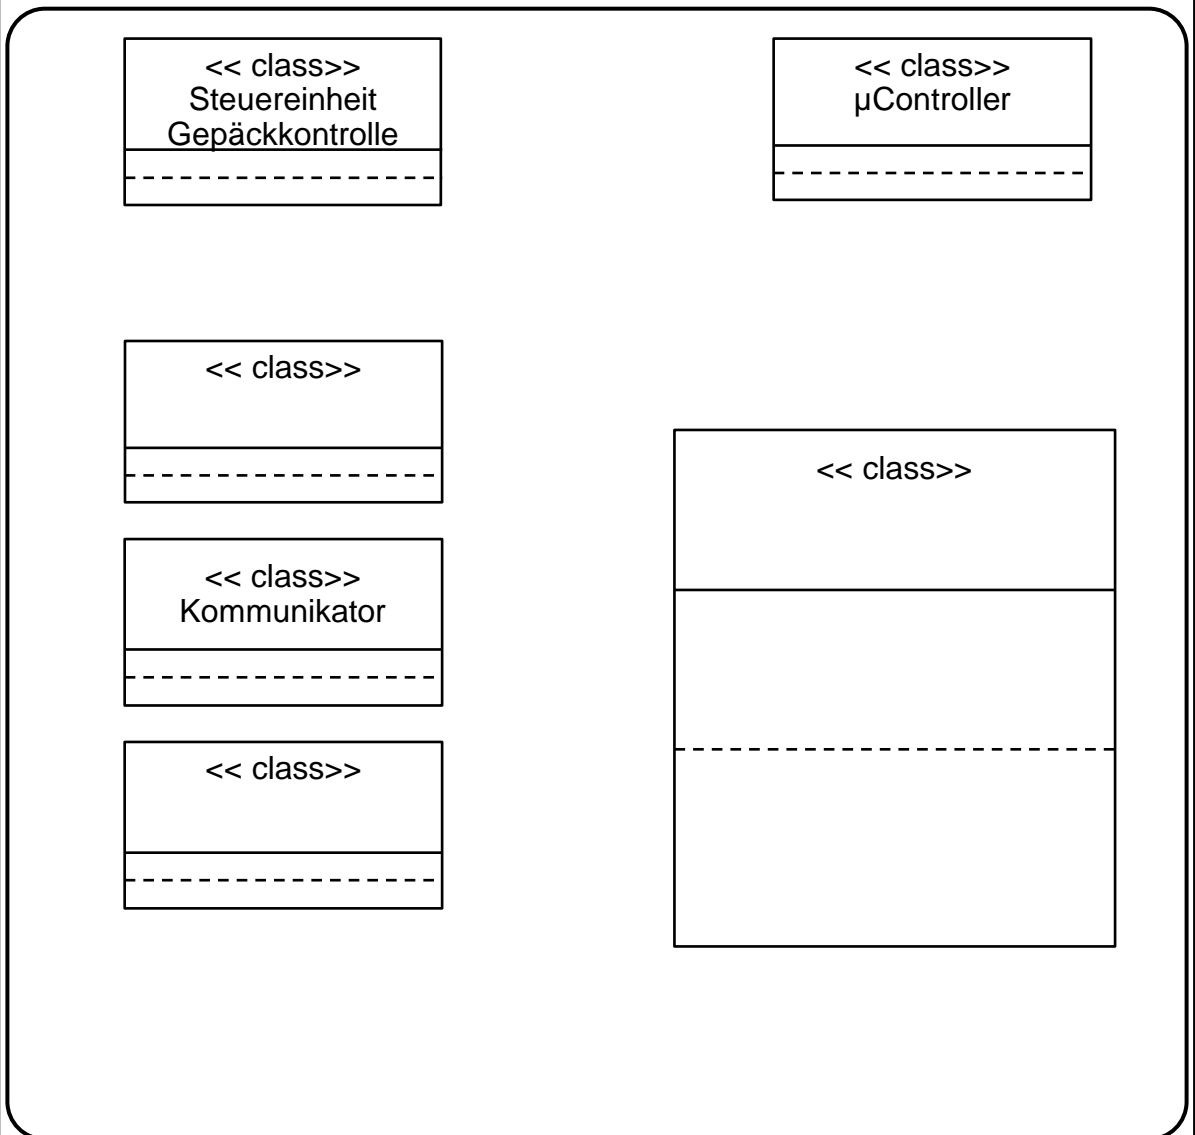 << class>>
Steuereinheit
Gepäckkontrolle
<< class>>
µController
<< class>>
<< class>>
<< class>>
Kommunikator
<< class>>